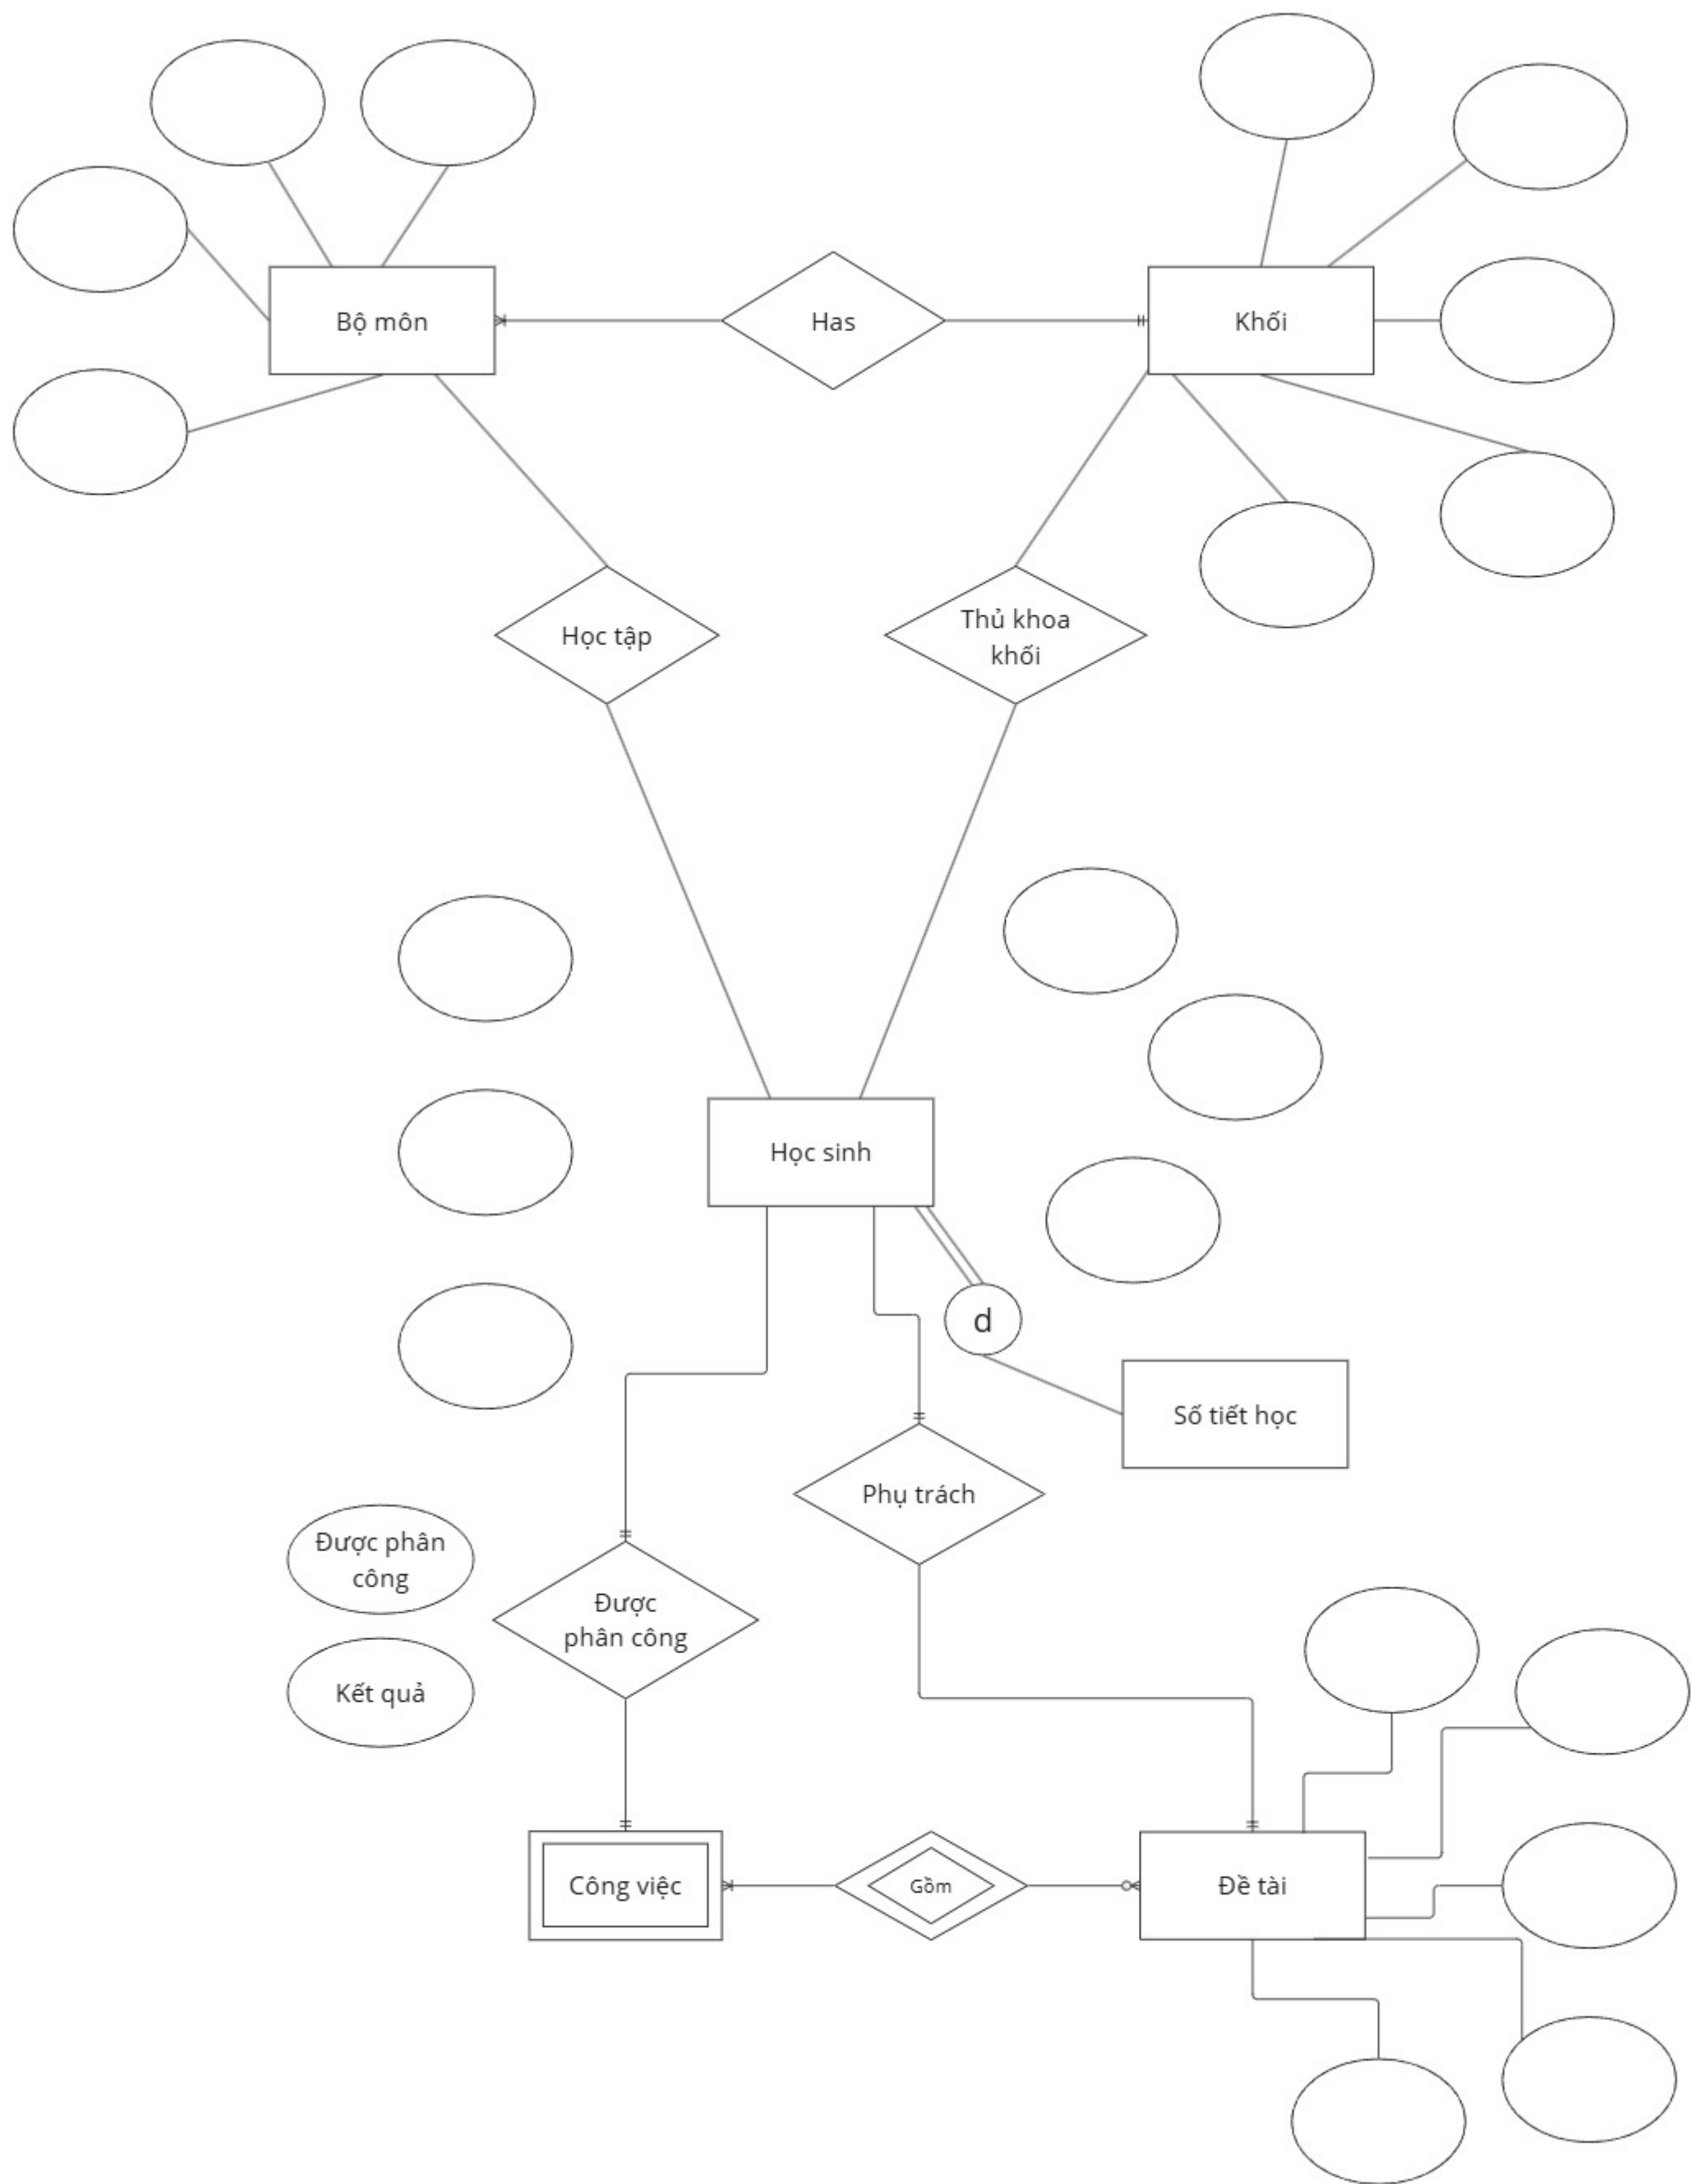 Bộ môn
Has
Khối
Học tập
Thủ khoa
khối
Học sinh
d
Số tiết học
Phụ trách
Được phân
công
Được
phân công
Kết quả
Công việc
Gồm
Đề tài